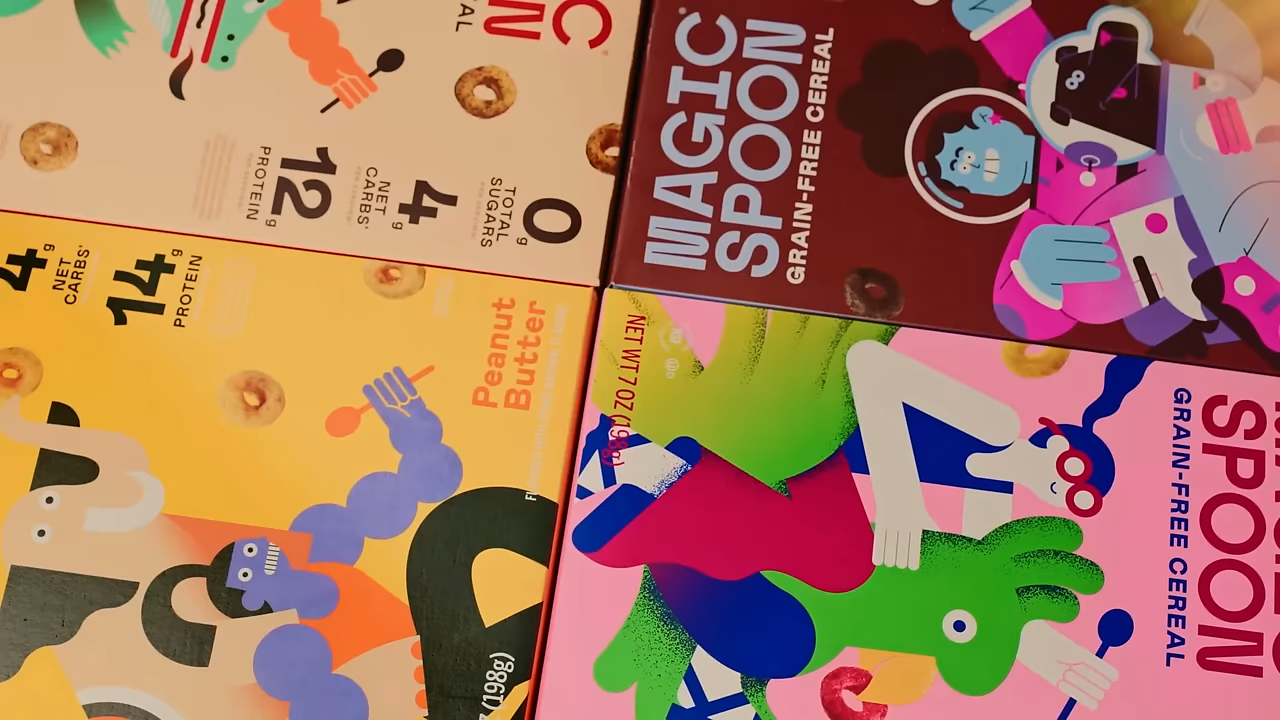 C
N
AL
0g
TOTAL
SUGARS
4g
NET
CARBS*
12g
PROTEIN
MAGIC
SPOON
GRAIN-FREE CEREAL
4g
NET
CARBS*
14g
PROTEIN
Peanut
Butter
(198g)
NET WT 7 OZ (198g)
SPOON
GRAIN-FREE CEREAL